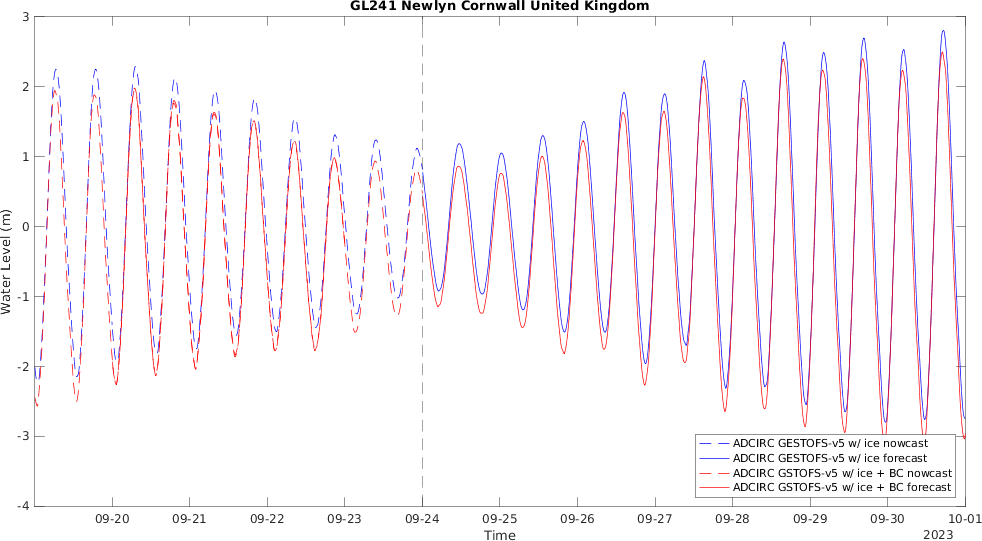 GL241 Newlyn Cornwall United Kingdom
3
2
1
0
-1
-2
-3
-4
Water Level (m)
ADCIRC GESTOFS-v5 w/ ice nowcast
ADCIRC GESTOFS-v5 w/ ice forecast
ADCIRC GSTOFS-v5 w/ ice + BC nowcast
ADCIRC GSTOFS-v5 w/ ice + BC forecast
09-20 09-21 09-22 09-23 09-24 09-25 09-26 09-27 09-28 09-29 09-30 10-01
Time 2023